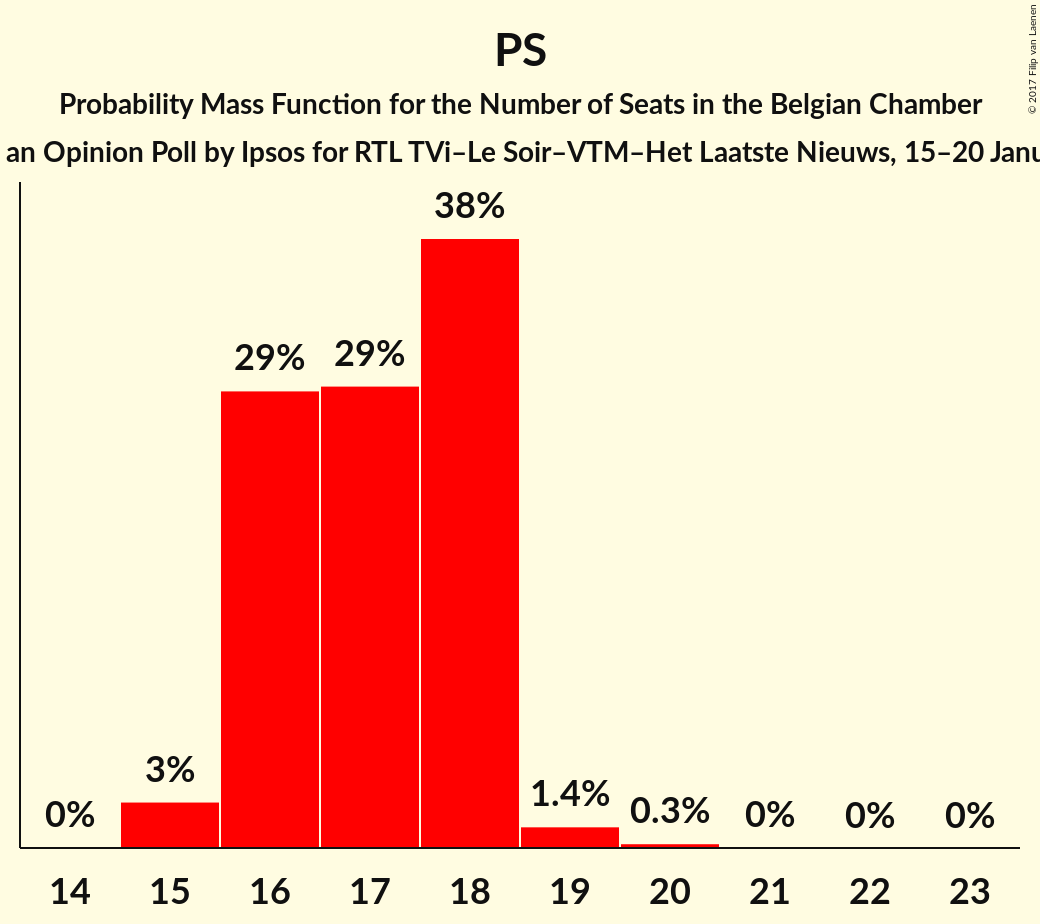 PS
Probability Mass Function for the Number of Seats in the Belgian Chamber
an Opinion Poll by Ipsos for RTL TVi–Le Soir–VTM–Het Laatste Nieuws, 15–20 Janu
© 2017 Filip van Laenen
38%
29% 29%
3%
0% 1.4% 0.3% 0% 0% 0%
14 15 16 17 18 19 20 21 22 23